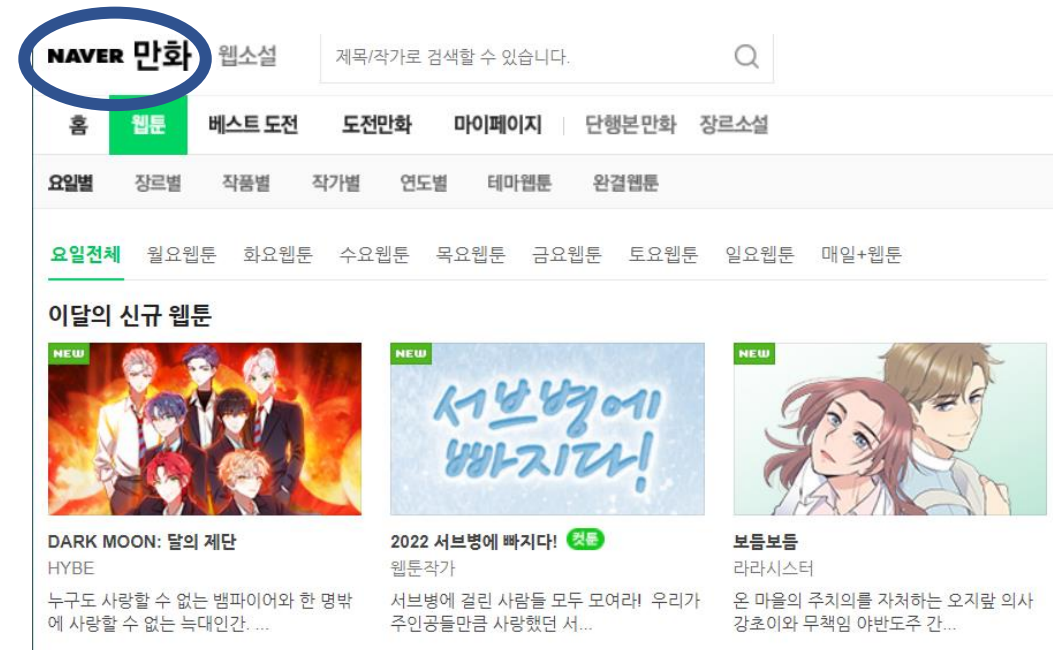 NAVER 만화 웹소설 제목/작가로 검색할 수 있습니다.
홈 웹툰 베스트 도전 도전만화 마이페이지 단행본 만화 장르소설
요일별 장르별 작품별 작가별 연도별 테마웹툰 완결웹툰
요일전체 월요웹툰 화요웹툰 수요웹툰 목요웹툰 금요웹툰 토요웹툰 일요웹툰 매일+웹툰
이달의 신규 웹툰
NEW
DARK MOON: 달의 제단
HYBE
누구도 사랑할 수 없는 뱀파이어와 한 명밖
에 사랑할 수 없는 늑대인간. ...
NEW
서브병에
빠지다!
2022 서브병에 빠지다! 컷툰
웹툰작가
서브병에 걸린 사람들 모두 모여라! 우리가
주인공들만큼 사랑했던 서...
NEW
보듬보듬
라라시스터
온 마을의 주치의를 자처하는 오지랖 의사
강초이와 무책임 야반도주 간...